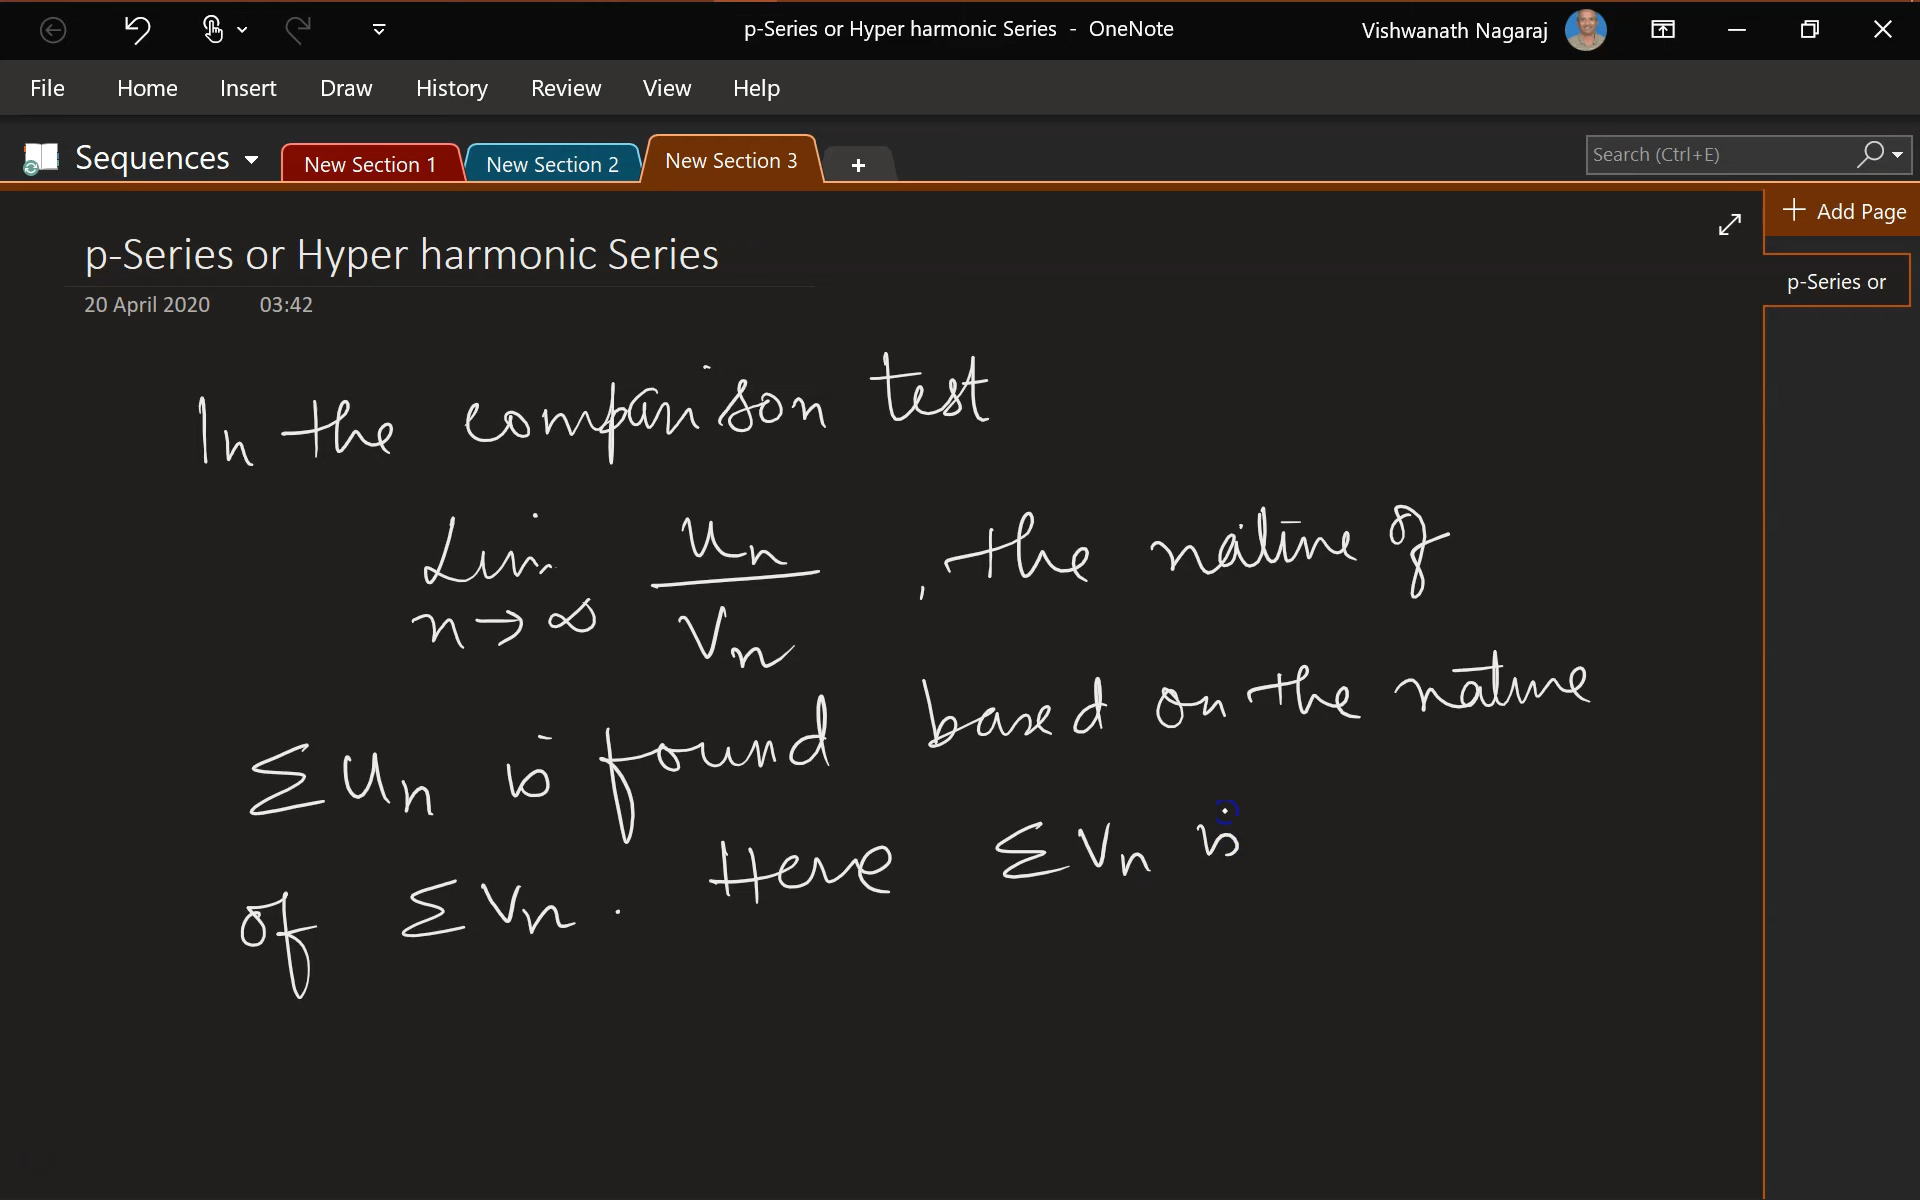 p-Series or Hyper harmonic Series - OneNote
Vishwanath Nagaraj
File Home Insert Draw History Review View Help
Sequences New Section 1 New Section 2 New Section 3 +
Search (Ctrl+E)
+ Add Page
p-Series or
p-Series or Hyper harmonic Series
20 April 2020 03:42
In the comparison test
Lim n→∞ un/vn , the nature of
Σ un is found based on the nature
of Σ vn . Here Σ vn is